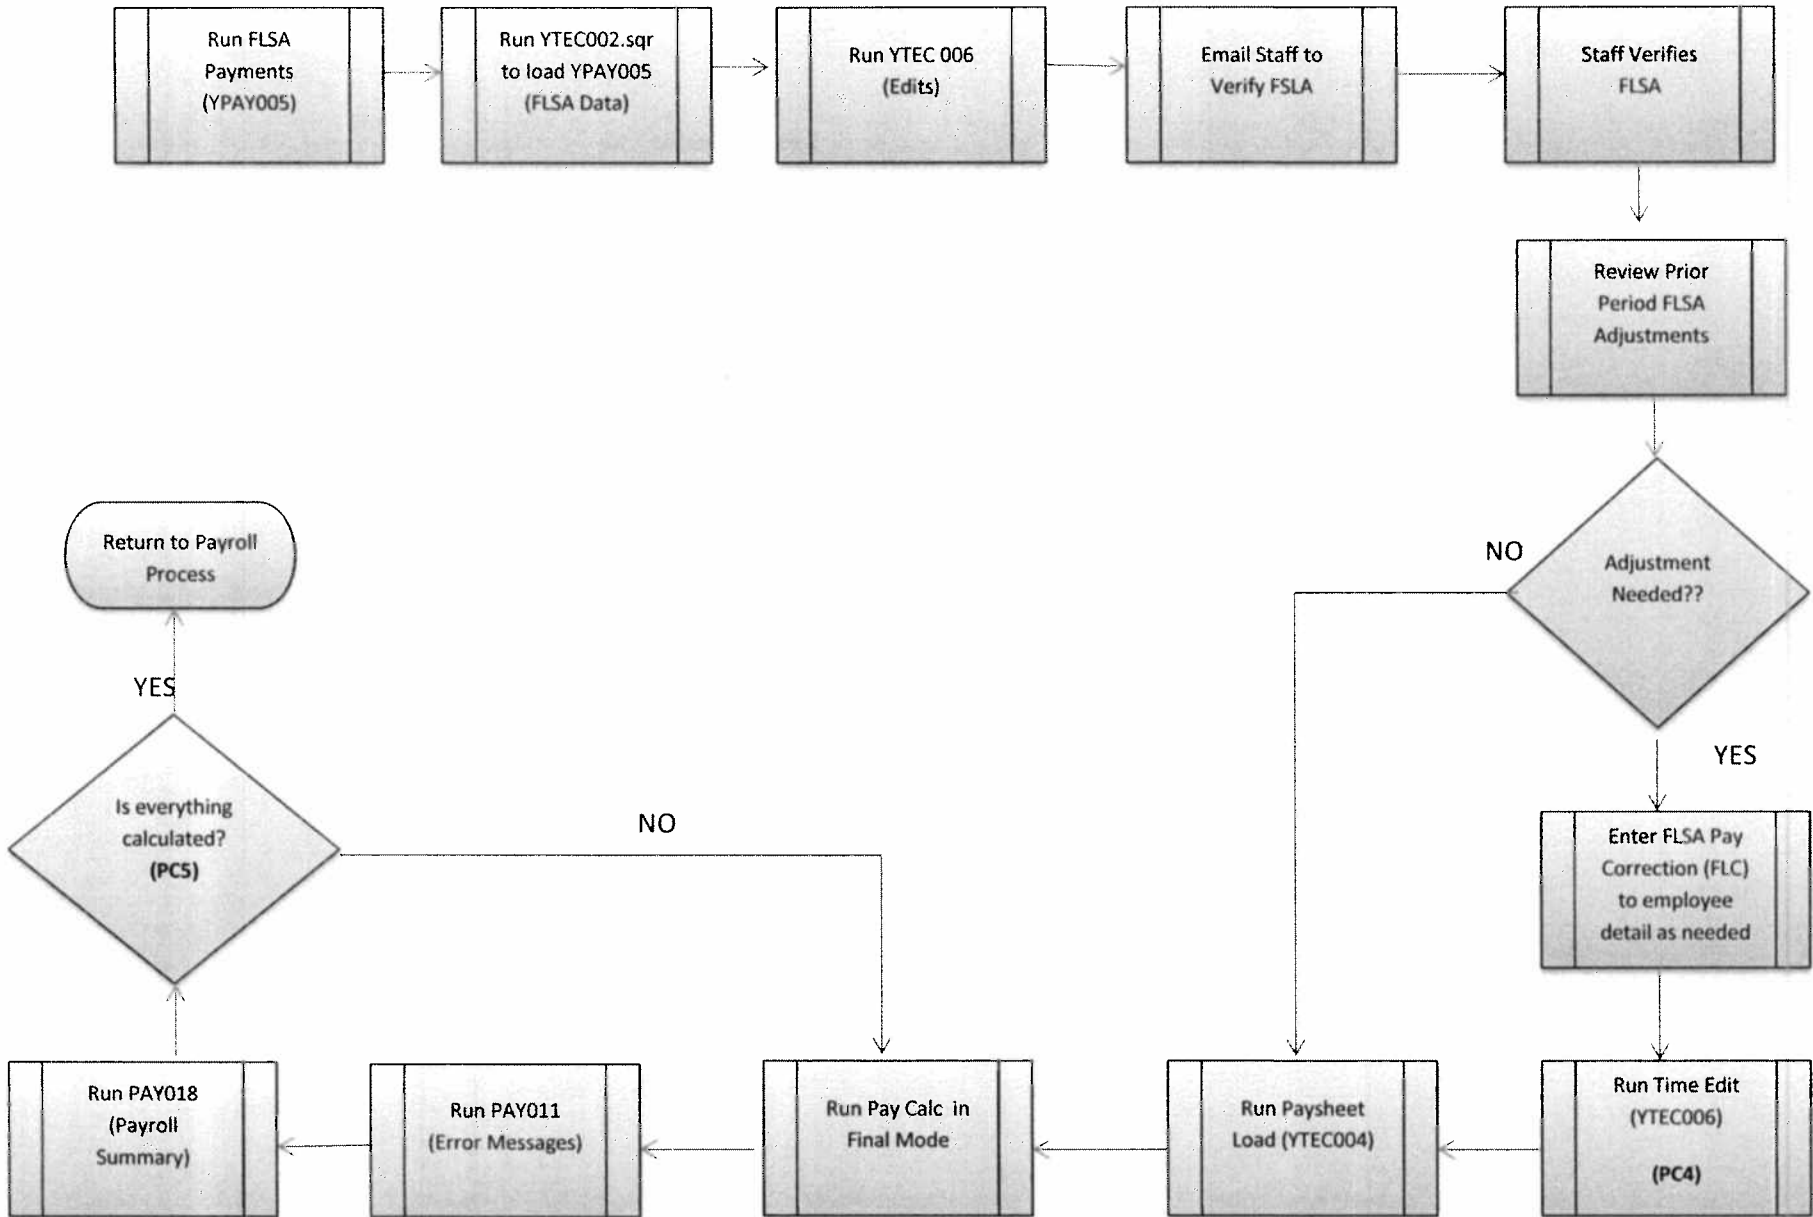 Run FLSA
Payments
(YPAY005)
Run YTEC002.sqr
to load YPAY005
(FLSA Data)
Run YTEC 006
(Edits)
Email Staff to
Verify FSLA
Staff Verifies
FLSA
Review Prior
Period FLSA
Adjustments
Adjustment
Needed??
NO
YES
Enter FLSA Pay
Correction (FLC)
to employee
detail as needed
Run Time Edit
(YTEC006)
(PC4)
Run Paysheet
Load (YTEC004)
Run Pay Calc in
Final Mode
Run PAY011
(Error Messages)
Run PAY018
(Payroll
Summary)
Is everything
calculated?
(PC5)
NO
YES
Return to Payroll
Process